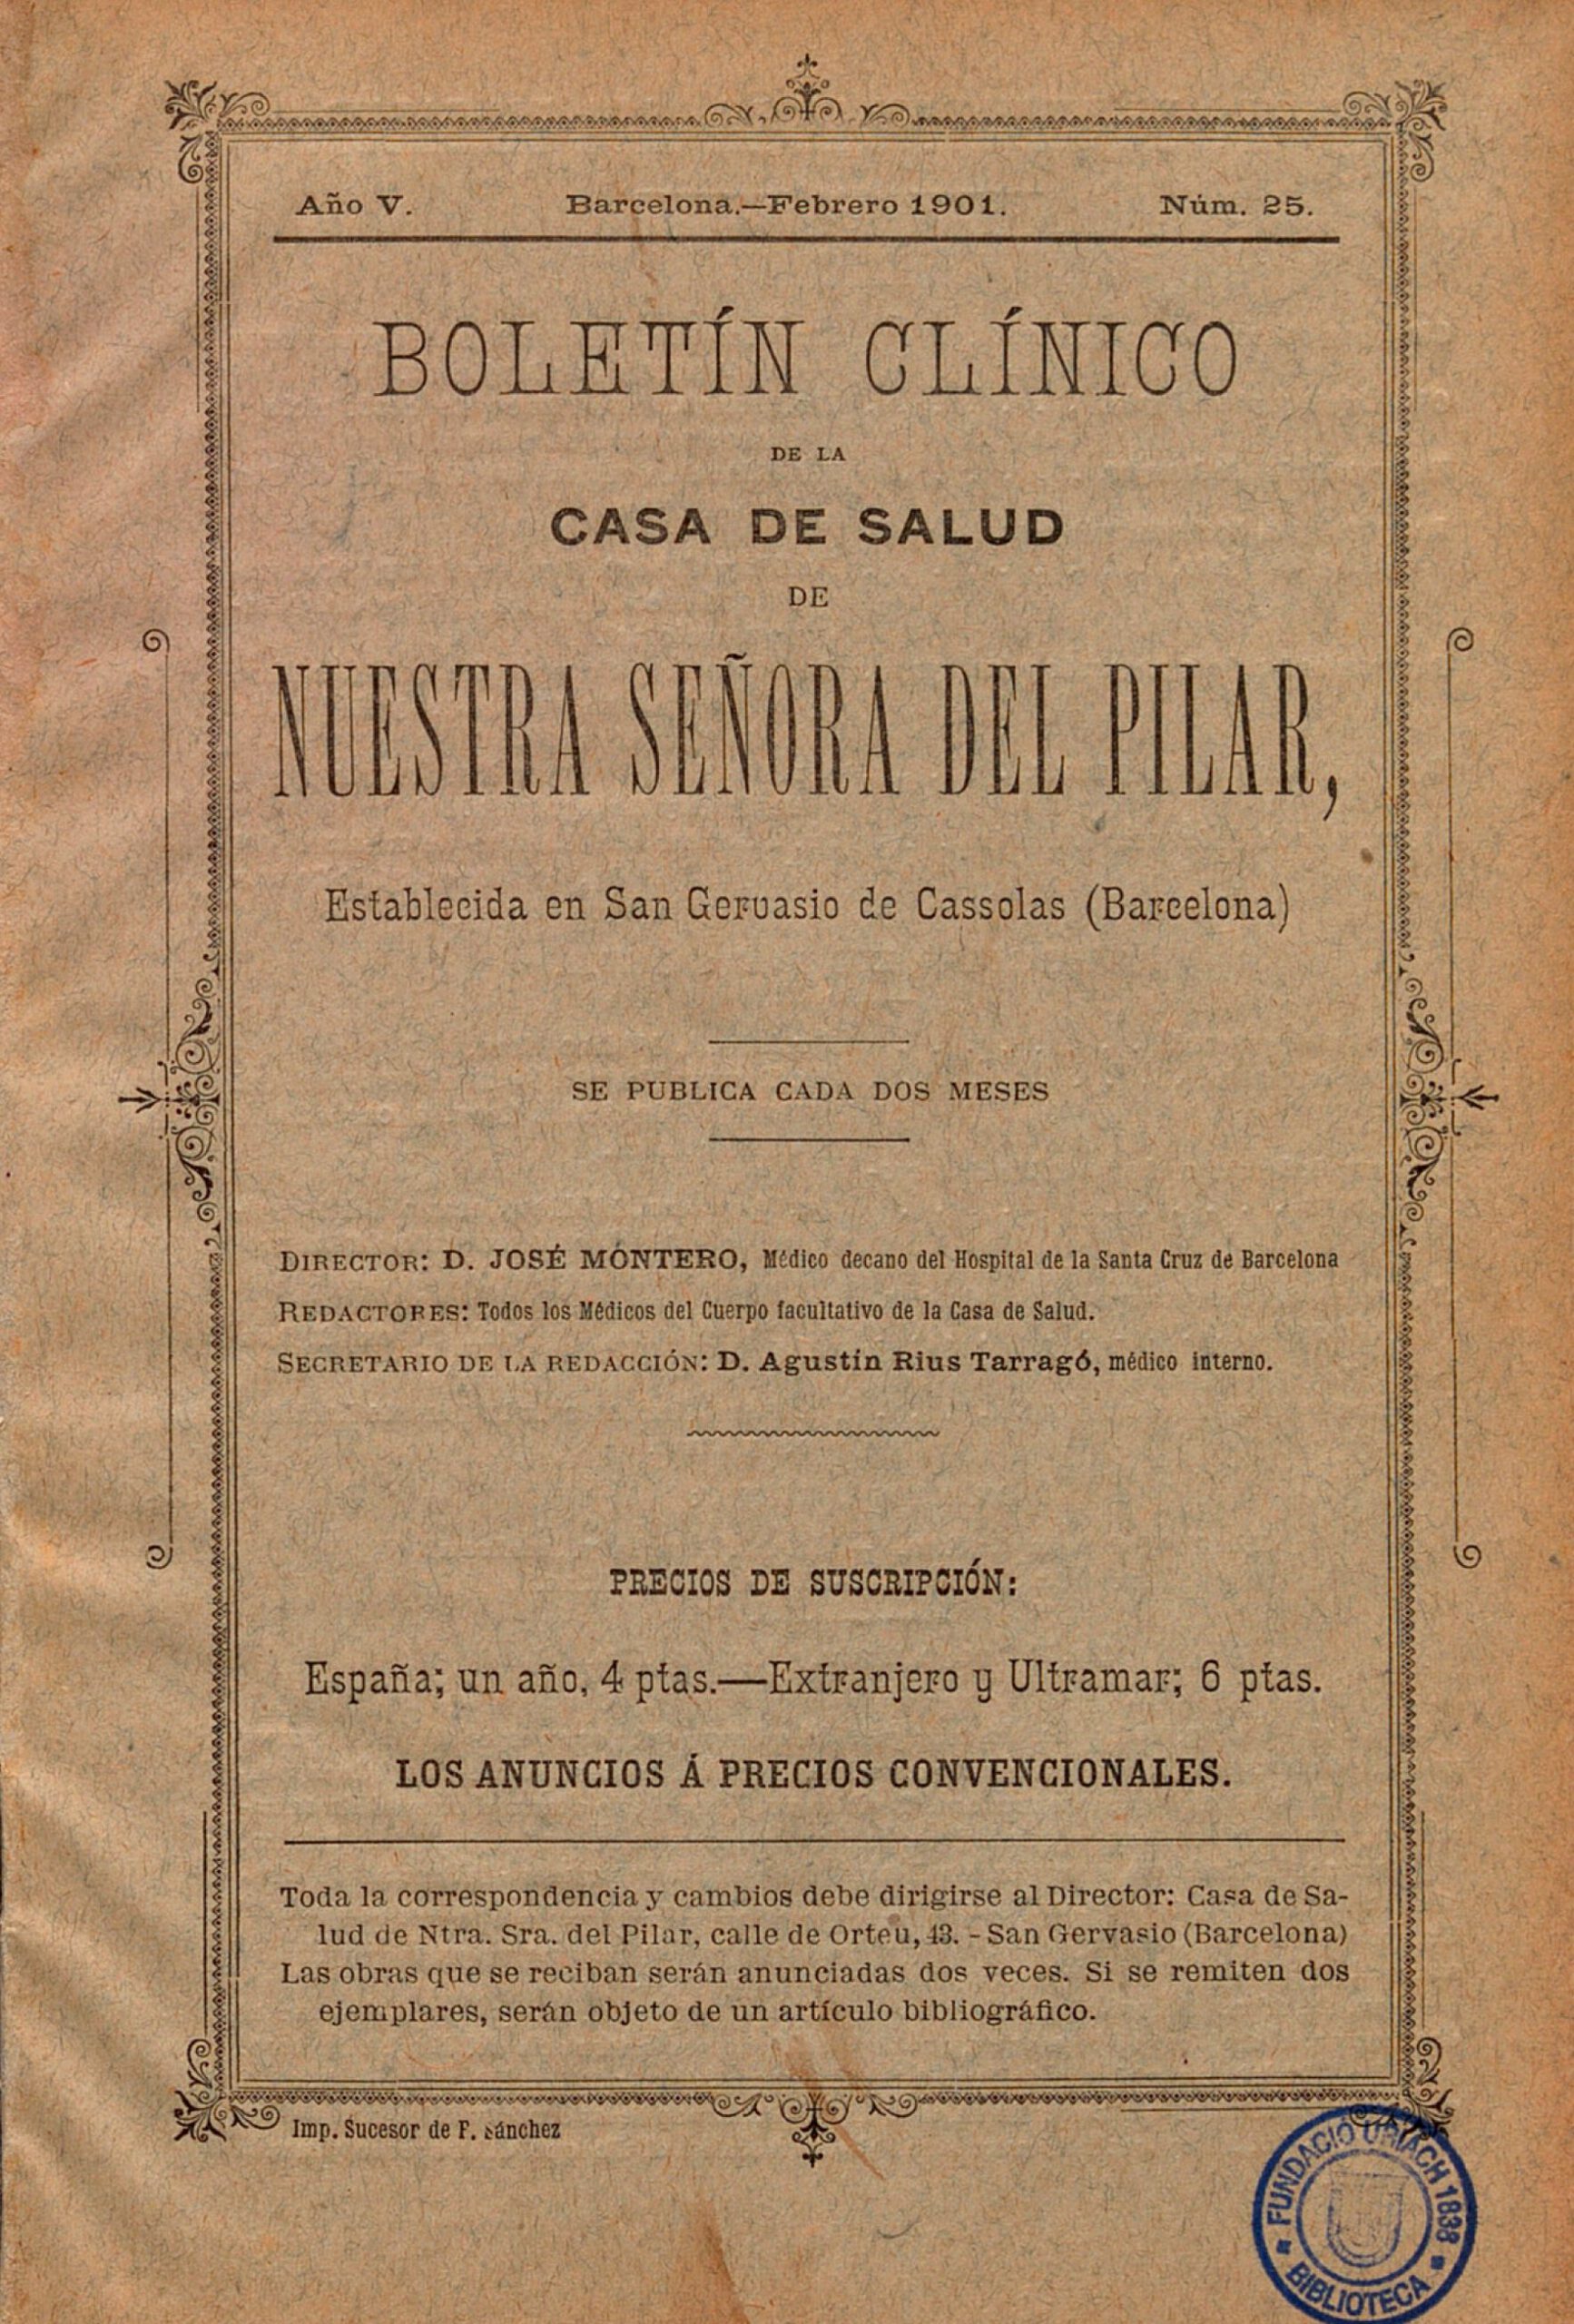 Año V. Barcelona.—Febrero 1901. Núm. 25.
BOLETÍN CLÍNICO
DE LA
CASA DE SALUD
DE
NUESTRA SEÑORA DEL PILAR,
Establecida en San Gervasio de Cassolas (Barcelona)
SE PUBLICA CADA DOS MESES
DIRECTOR: D. JOSÉ MONTERO, Médico decano del Hospital de la Santa Cruz de Barcelona
REDACTORES: Todos los Médicos del Cuerpo facultativo de la Casa de Salud.
SECRETARIO DE LA REDACCIÓN: D. Agustín Rius Tarragó, médico interno.
PRECIOS DE SUSCRIPCIÓN:
España; un año, 4 ptas.—Extranjero y Ultramar; 6 ptas.
LOS ANUNCIOS Á PRECIOS CONVENCIONALES.
Toda la correspondencia y cambios debe dirigirse al Director: Casa de Sa-
lud de Ntra. Sra. del Pilar, calle de Orteu, 43. - San Gervasio (Barcelona)
Las obras que se reciban serán anunciadas dos veces. Si se remiten dos
ejemplares, serán objeto de un artículo bibliográfico.
Imp. Sucesor de F. Sánchez
FUNDACIÓ URIACH 1838
BIBLIOTECA